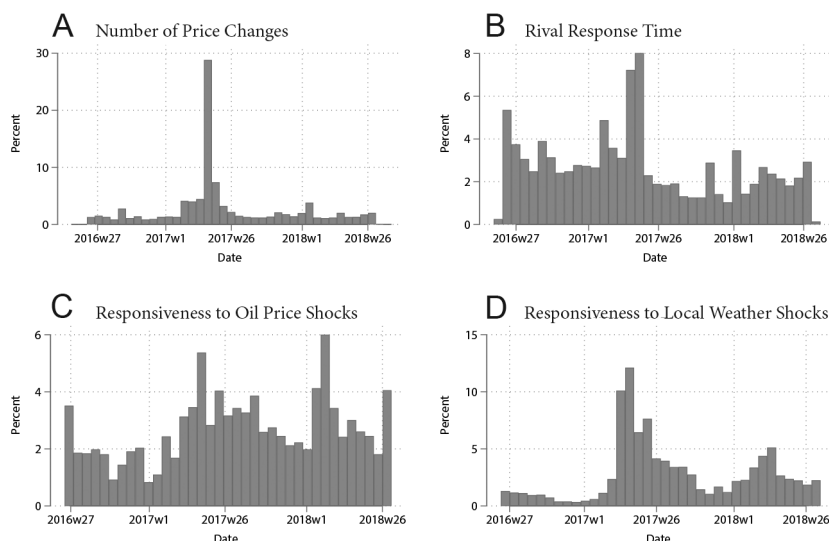 A Number of Price Changes
30
20
10
0
Percent
2016w27 2017w1 2017w26 2018w1 2018w26
Date
B Rival Response Time
8
6
4
2
0
Percent
2016w27 2017w1 2017w26 2018w1 2018w26
Date
C Responsiveness to Oil Price Shocks
6
4
2
0
Percent
2016w27 2017w1 2017w26 2018w1 2018w26
Date
D Responsiveness to Local Weather Shocks
15
10
5
0
Percent
2016w27 2017w1 2017w26 2018w1 2018w26
Date